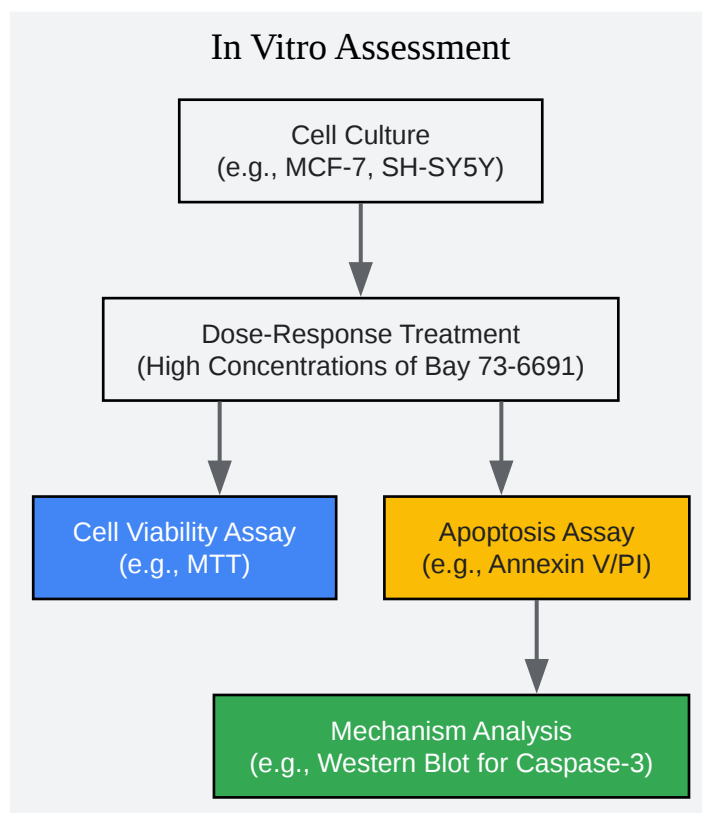 In Vitro Assessment
Cell Culture
(e.g., MCF-7, SH-SY5Y)
Dose-Response Treatment
(High Concentrations of Bay 73-6691)
Cell Viability Assay
(e.g., MTT)
Apoptosis Assay
(e.g., Annexin V/PI)
Mechanism Analysis
(e.g., Western Blot for Caspase-3)